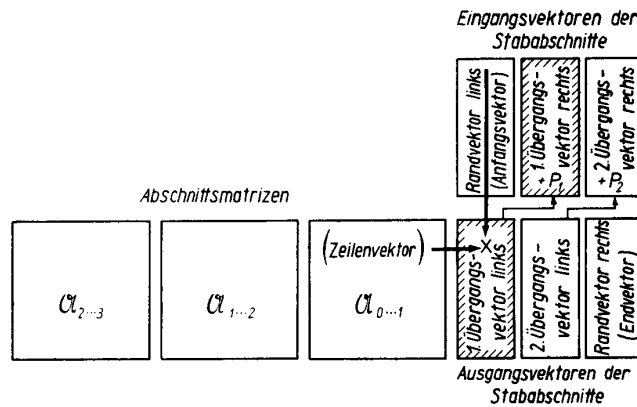 Eingangsvektoren der
Stababschnitte
Randvektor links
(Anfangsvektor)
1. Übergangs-
vektor rechts
+ P₁
2. Übergangs-
vektor rechts
+ P₂
Abschnittsmatrizen
(Zeilenvektor)
X
𝔄₂...₃
𝔄₁...₂
𝔄₀...₁
1. Übergangs-
vektor links
2. Übergangs-
vektor links
Randvektor rechts
(Endvektor)
Ausgangsvektoren der
Stababschnitte